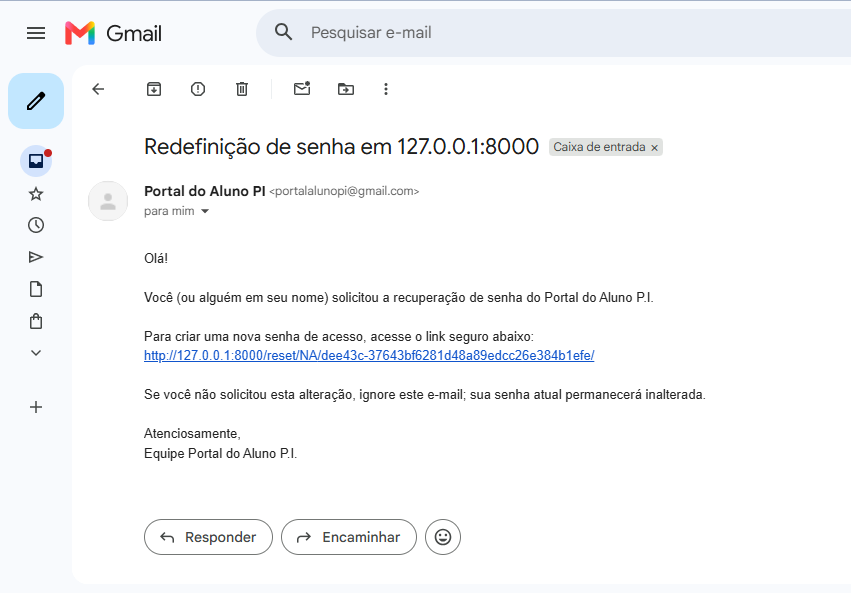 Gmail
Pesquisar e-mail
Redefinição de senha em 127.0.0.1:8000 Caixa de entrada ×
Portal do Aluno PI <portalalunopi@gmail.com>
para mim
Olá!
Você (ou alguém em seu nome) solicitou a recuperação de senha do Portal do Aluno P.I.
Para criar uma nova senha de acesso, acesse o link seguro abaixo:
http://127.0.0.1:8000/reset/NA/dee43c-37643bf6281d48a89edcc26e384b1efe/
Se você não solicitou esta alteração, ignore este e-mail; sua senha atual permanecerá inalterada.
Atenciosamente,
Equipe Portal do Aluno P.I.
Responder
Encaminhar